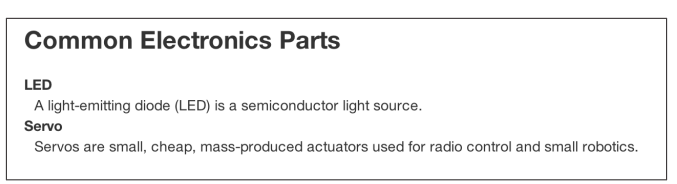 Common Electronics Parts
LED
A light-emitting diode (LED) is a semiconductor light source.
Servo
Servos are small, cheap, mass-produced actuators used for radio control and small robotics.